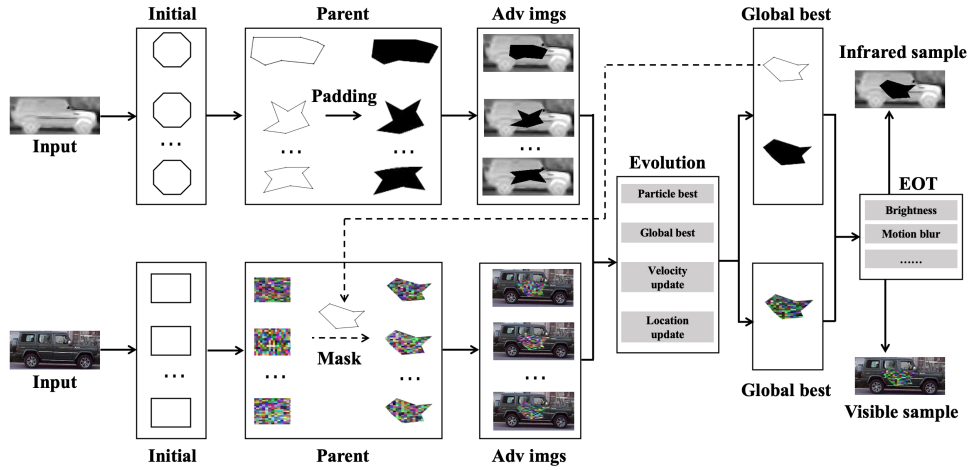 Initial
Parent
Adv imgs
Global best
Infrared sample
Padding
Input
...
...
...
...
Evolution
Particle best
Global best
Velocity
update
Location
update
EOT
Brightness
Motion blur
......
Input
Mask
...
...
...
...
Global best
Visible sample
Initial
Parent
Adv imgs